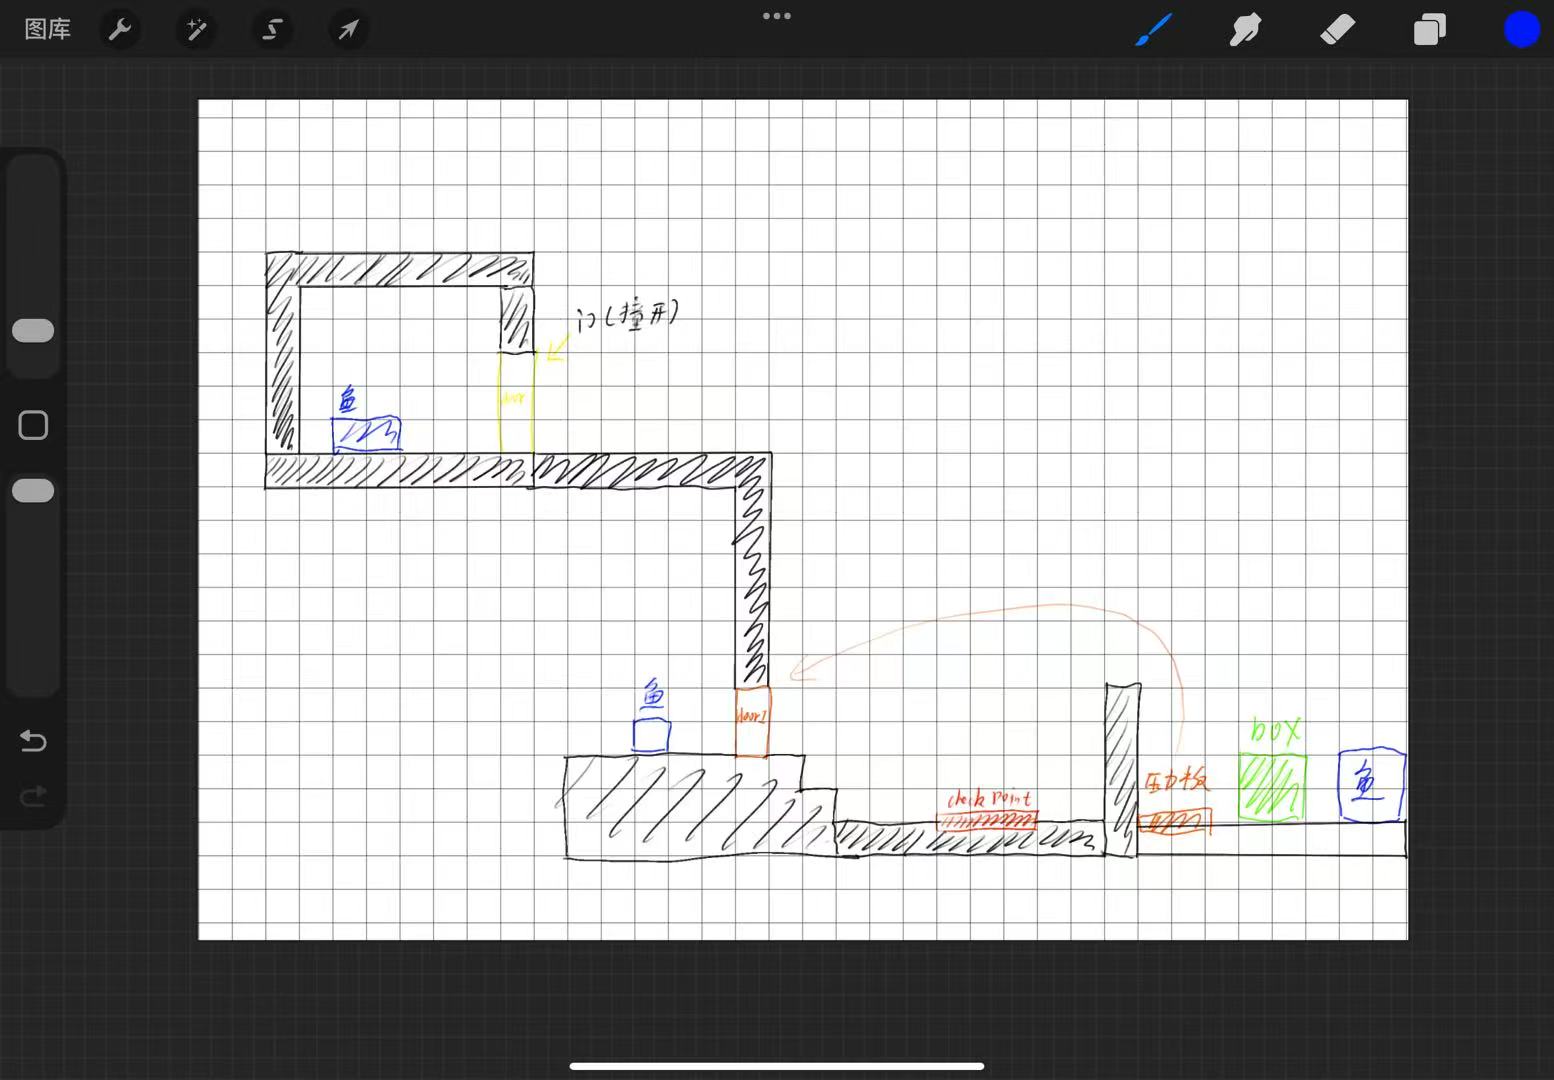 图库
门(撞开)
door
鱼
鱼
door1
box
压力板
鱼
check point